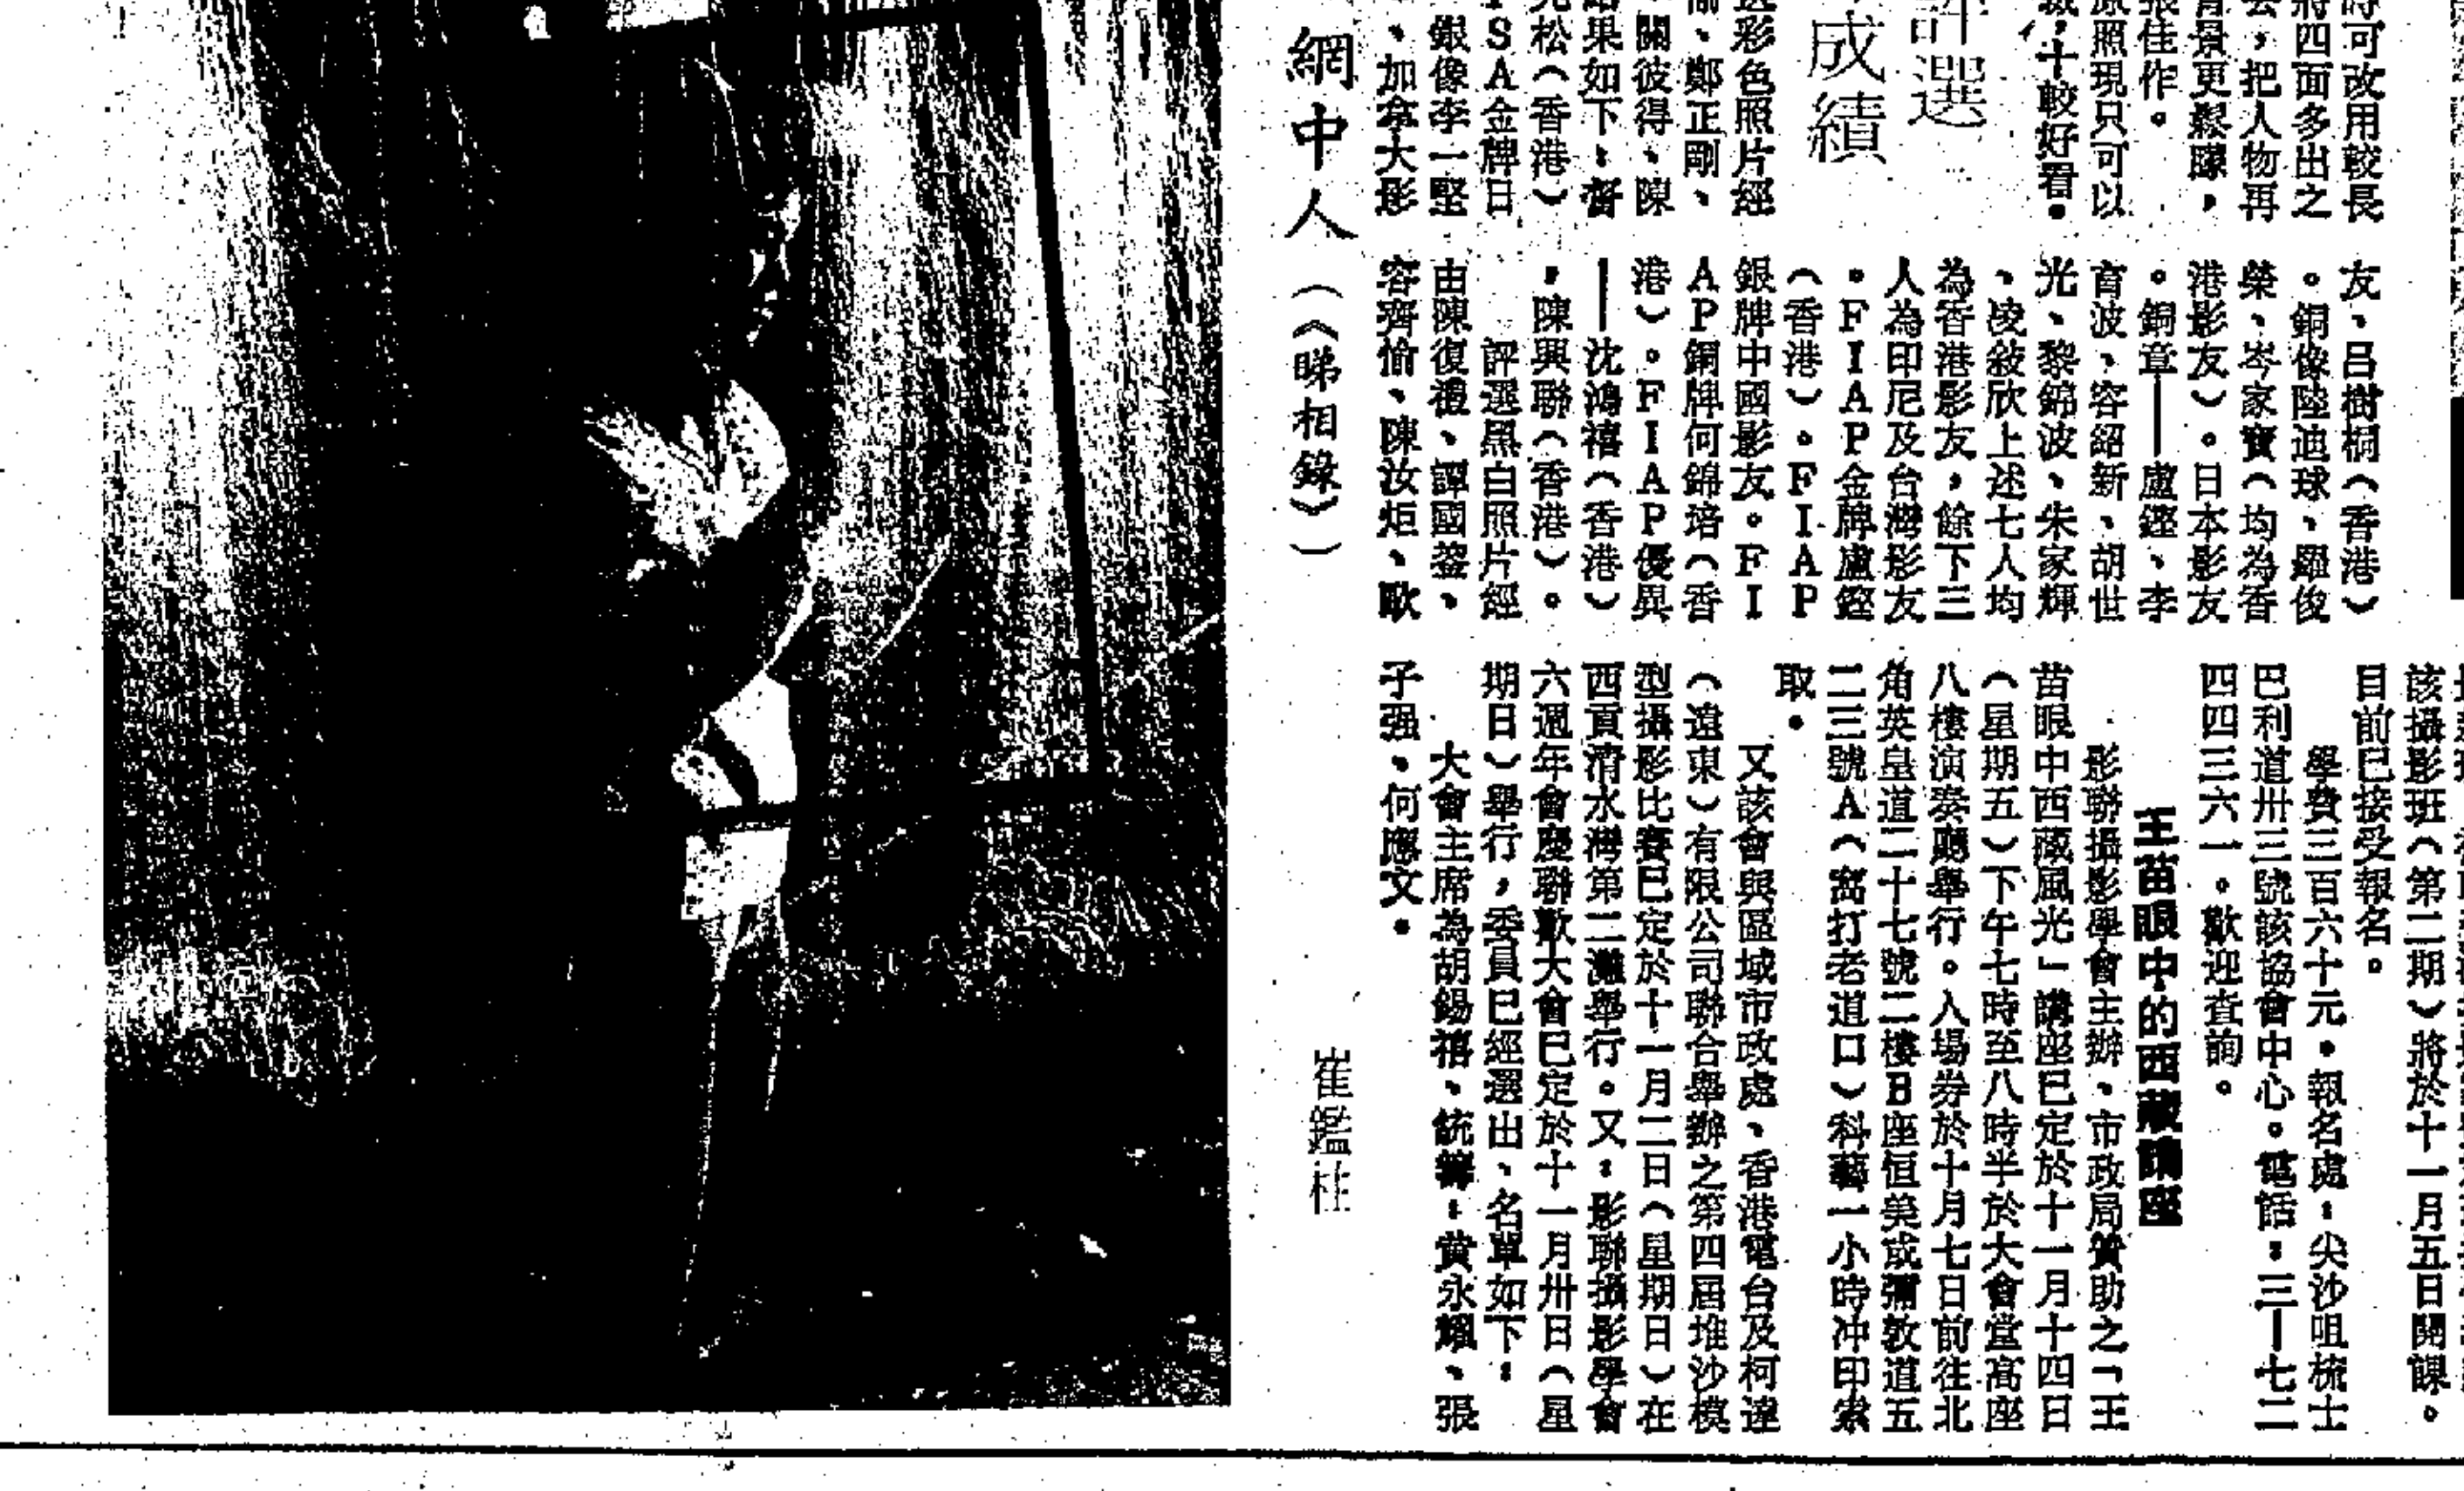 時可改用較長
將四面多出之
去，把人物再
背景更朦朧，
張佳作。
原照現只可以
十較好看。
評選
成績
選彩色照片經
愉、鄭正剛、
、關彼得、陳
結果如下：
光松（香港）
PSA金牌日
銀像李一堅
、加拿大影
友、呂樹桐（香港）
。銅像陸迪球、羅俊
榮、岑家寶（均為香
港影友）。日本影友
。銅章——盧鏗、李
育波、容紹新、胡世
光、黎錦波、朱家輝
、凌敍欣上述七人均
為香港影友，餘下三
人為印尼及台灣影友
。FIAP金牌盧鏗
（香港）。FIAP
銀牌中國影友。FI
AP銅牌何錦培（香
港）。FIAP優異
——沈鴻禧（香港）
，陳興聯（香港）。
評選黑白照片經
由陳復禮、譚國
容齊愉、陳汝炬、歐
該攝影班（第二期）將於十一月五日開課。
目前已接受報名。
學費三百六十元。報名處：尖沙咀梳士
巴利道卅三號該協會中心。電話：三—七二
四四三六一。歡迎查詢。
王苗眼中的西藏講座
影聯攝影學會主辦、市政局贊助之「王
苗眼中西藏風光」講座已定於十一月十四日
（星期五）下午七時至八時半於大會堂高座
八樓演奏廳舉行。入場券於十月七日前往北
角英皇道二十七號二樓B座恒美或彌敦道五
二三號A（窩打老道口）科藝一小時冲印索
取。
又該會與區域市政處、香港電台及柯達
（遠東）有限公司聯合舉辦之第四屆堆沙模
型攝影比賽已定於十一月二日（星期日）在
西貢清水灣第二灘舉行。又：影聯攝影學會
六週年會慶聯歡大會已定於十一月卅日（星
期日）舉行，委員已經選出、名單如下：
大會主席為胡錫禧、統籌：黄永耀、張
子强。何應文。
網中人（《睇相錄》） 崔鑑柱